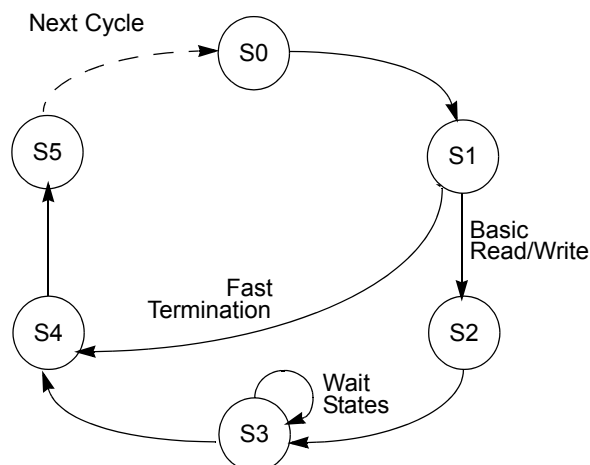 Next Cycle
S0
S5
S1
Basic
Read/Write
Fast
Termination
S4
S2
Wait
States
S3